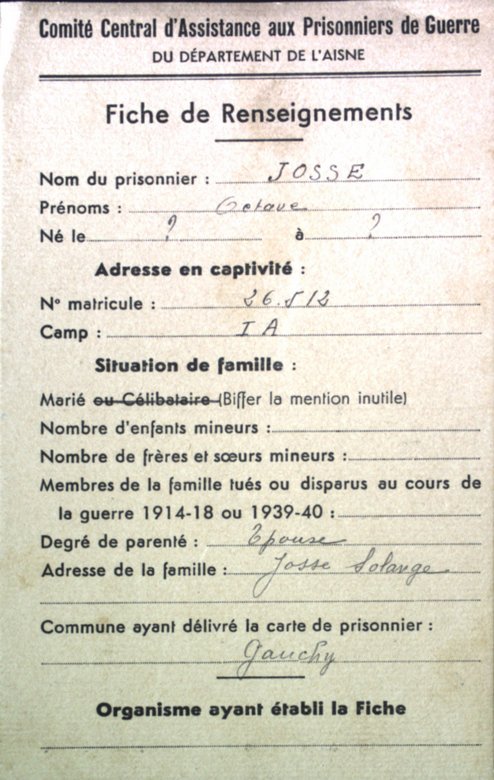 Comité Central d'Assistance aux Prisonniers de Guerre
DU DÉPARTEMENT DE L'AISNE
Fiche de Renseignements
Nom du prisonnier : JOSSE
Prénoms : Octave
Né le ? à ?
Adresse en captivité :
N° matricule : 26.512
Camp : I A
Situation de famille :
Marié ou Célibataire (Biffer la mention inutile)
Nombre d'enfants mineurs :
Nombre de frères et sœurs mineurs :
Membres de la famille tués ou disparus au cours de
la guerre 1914-18 ou 1939-40 :
Degré de parenté : Epouse
Adresse de la famille : Josse Solange
Commune ayant délivré la carte de prisonnier :
Gauchy
Organisme ayant établi la Fiche